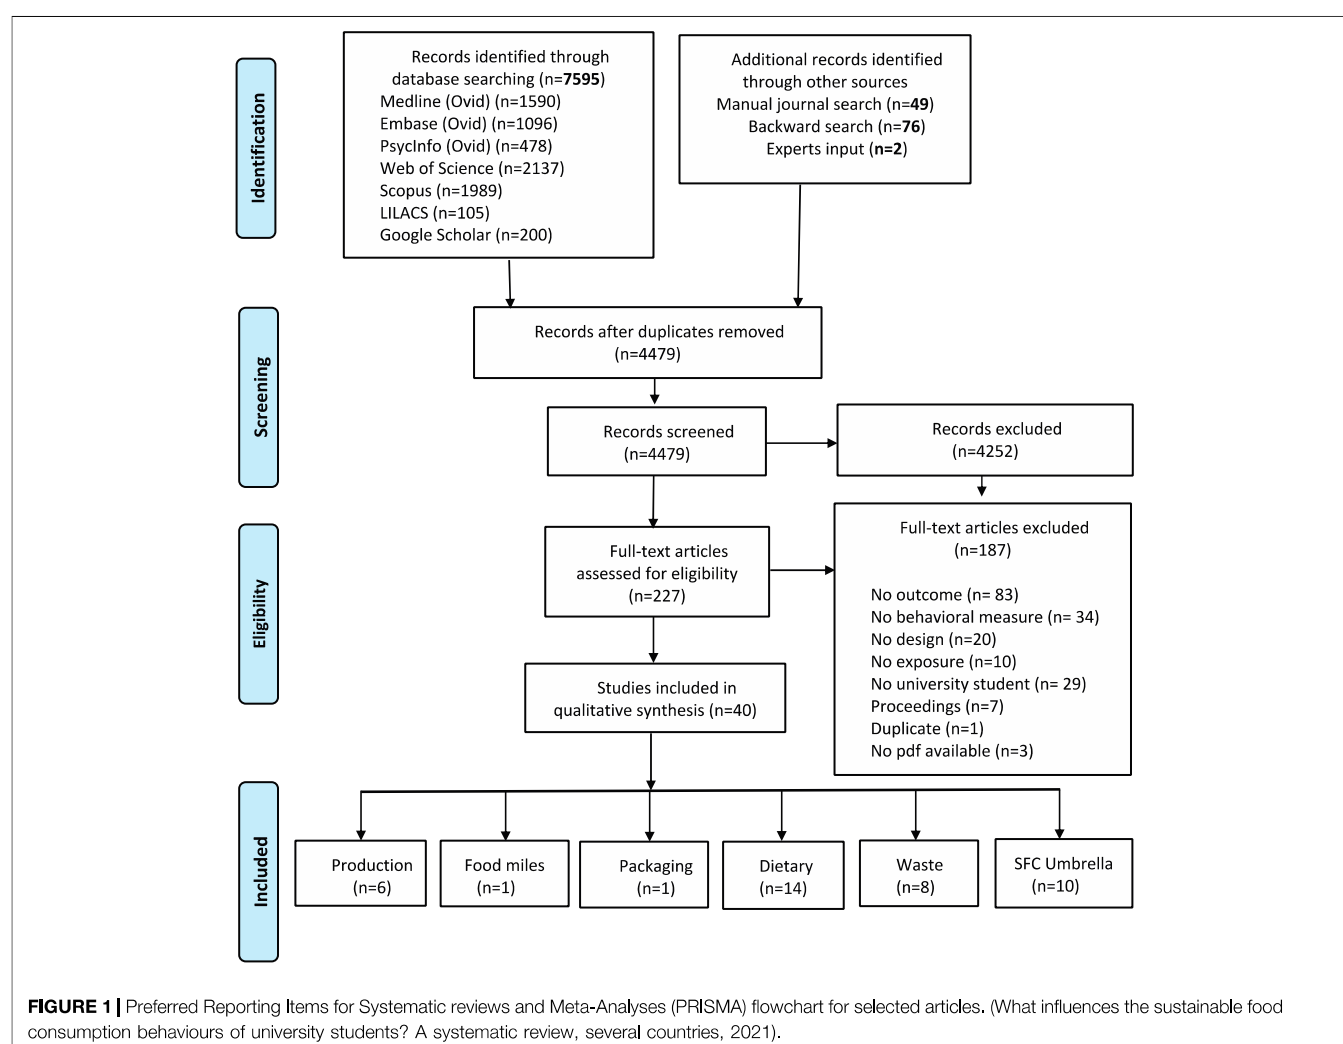 Identification
Records identified through
database searching (n=7595)
Medline (Ovid) (n=1590)
Embase (Ovid) (n=1096)
PsycInfo (Ovid) (n=478)
Web of Science (n=2137)
Scopus (n=1989)
LILACS (n=105)
Google Scholar (n=200)
Additional records identified
through other sources
Manual journal search (n=49)
Backward search (n=76)
Experts input (n=2)
Screening
Records after duplicates removed
(n=4479)
Records screened
(n=4479)
Records excluded
(n=4252)
Eligibility
Full-text articles
assessed for eligibility
(n=227)
Full-text articles excluded
(n=187)
No outcome (n= 83)
No behavioral measure (n= 34)
No design (n=20)
No exposure (n=10)
No university student (n= 29)
Proceedings (n=7)
Duplicate (n=1)
No pdf available (n=3)
Studies included in
qualitative synthesis (n=40)
Included
Production
(n=6)
Food miles
(n=1)
Packaging
(n=1)
Dietary
(n=14)
Waste
(n=8)
SFC Umbrella
(n=10)
FIGURE 1 | Preferred Reporting Items for Systematic reviews and Meta-Analyses (PRISMA) flowchart for selected articles. (What influences the sustainable food
consumption behaviours of university students? A systematic review, several countries, 2021).